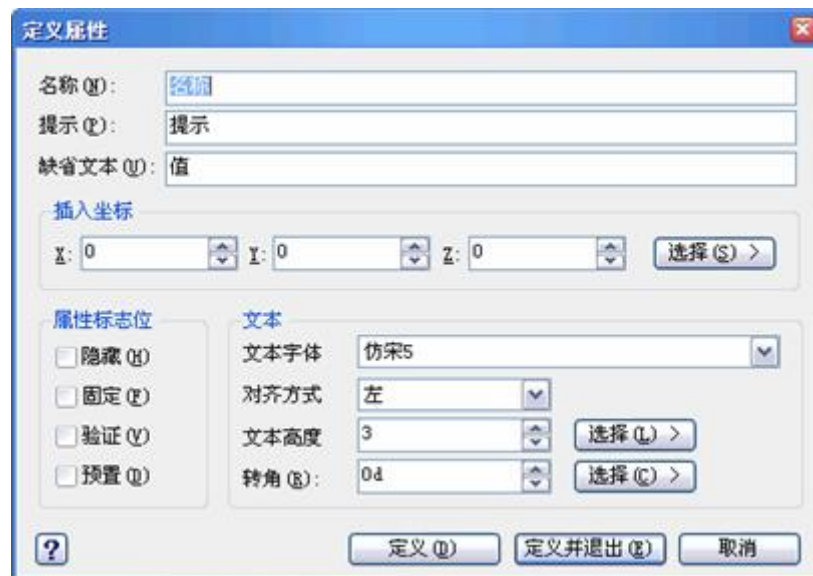 定义属性
名称(N): 名称
提示(P): 提示
缺省文本(U): 值
插入坐标
X: 0 Y: 0 Z: 0 选择(S) >
属性标志位
隐藏(H)
固定(F)
验证(V)
预置(D)
文本
文本字体 仿宋5
对齐方式 左
文本高度 3 选择(L) >
转角(R): 0d 选择(C) >
? 定义(D) 定义并退出(E) 取消